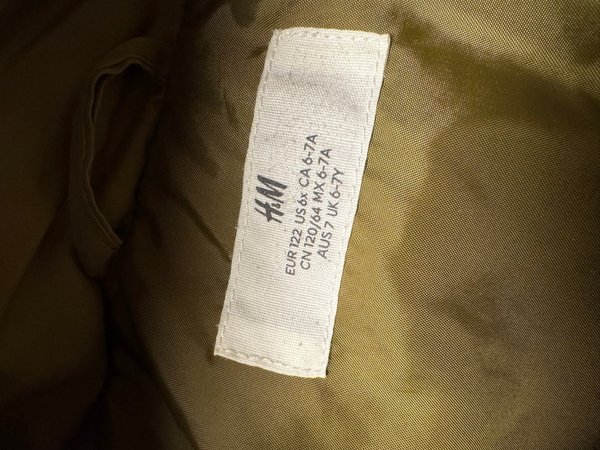 H&M
EUR 122 US 6x CA 6-7A
CN 120/64 MX 6-7A
AUS 7 UK 6-7Y